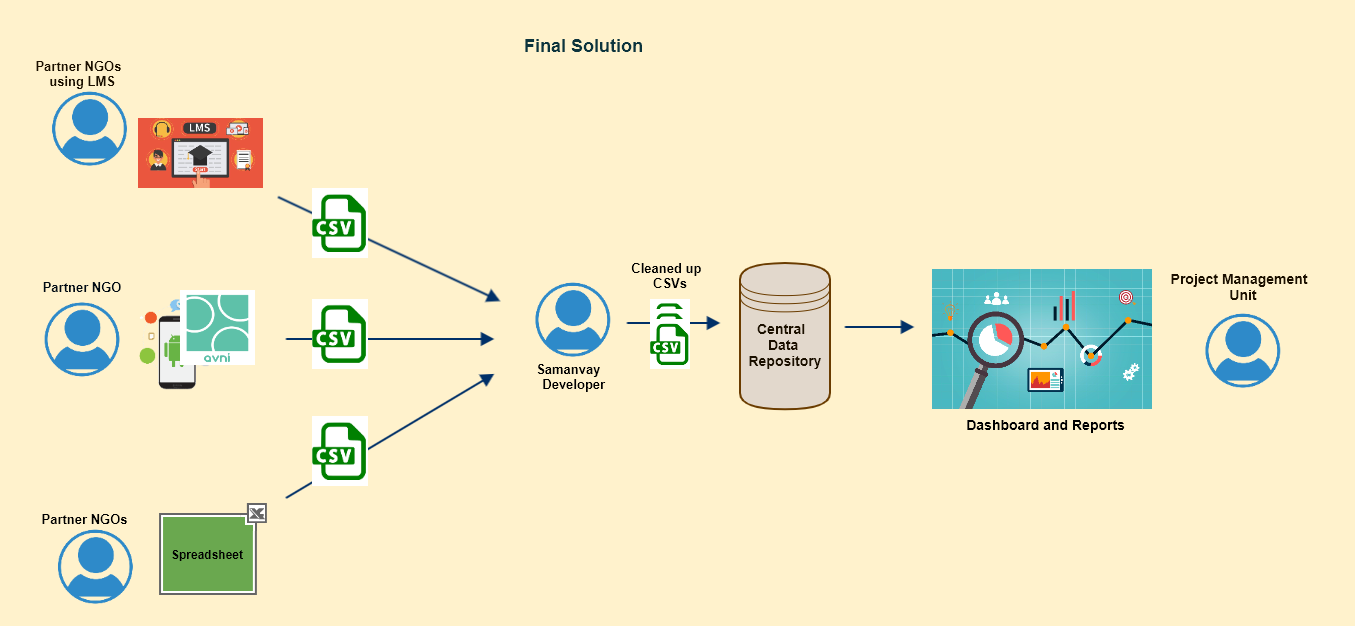 Final Solution
Partner NGOs
using LMS
LMS
CSV
Partner NGO
avni
CSV
Samanvay
Developer
Cleaned up
CSVs
CSV
Central
Data
Repository
Dashboard and Reports
Project Management
Unit
CSV
Partner NGOs
Spreadsheet